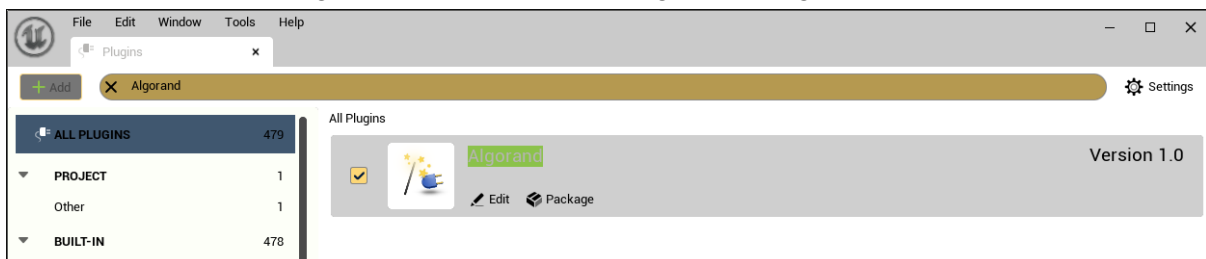 File Edit Window Tools Help
Plugins
Add Algorand Settings
All Plugins
ALL PLUGINS 479
Algorand Version 1.0
PROJECT 1
Edit Package
Other 1
BUILT-IN 478